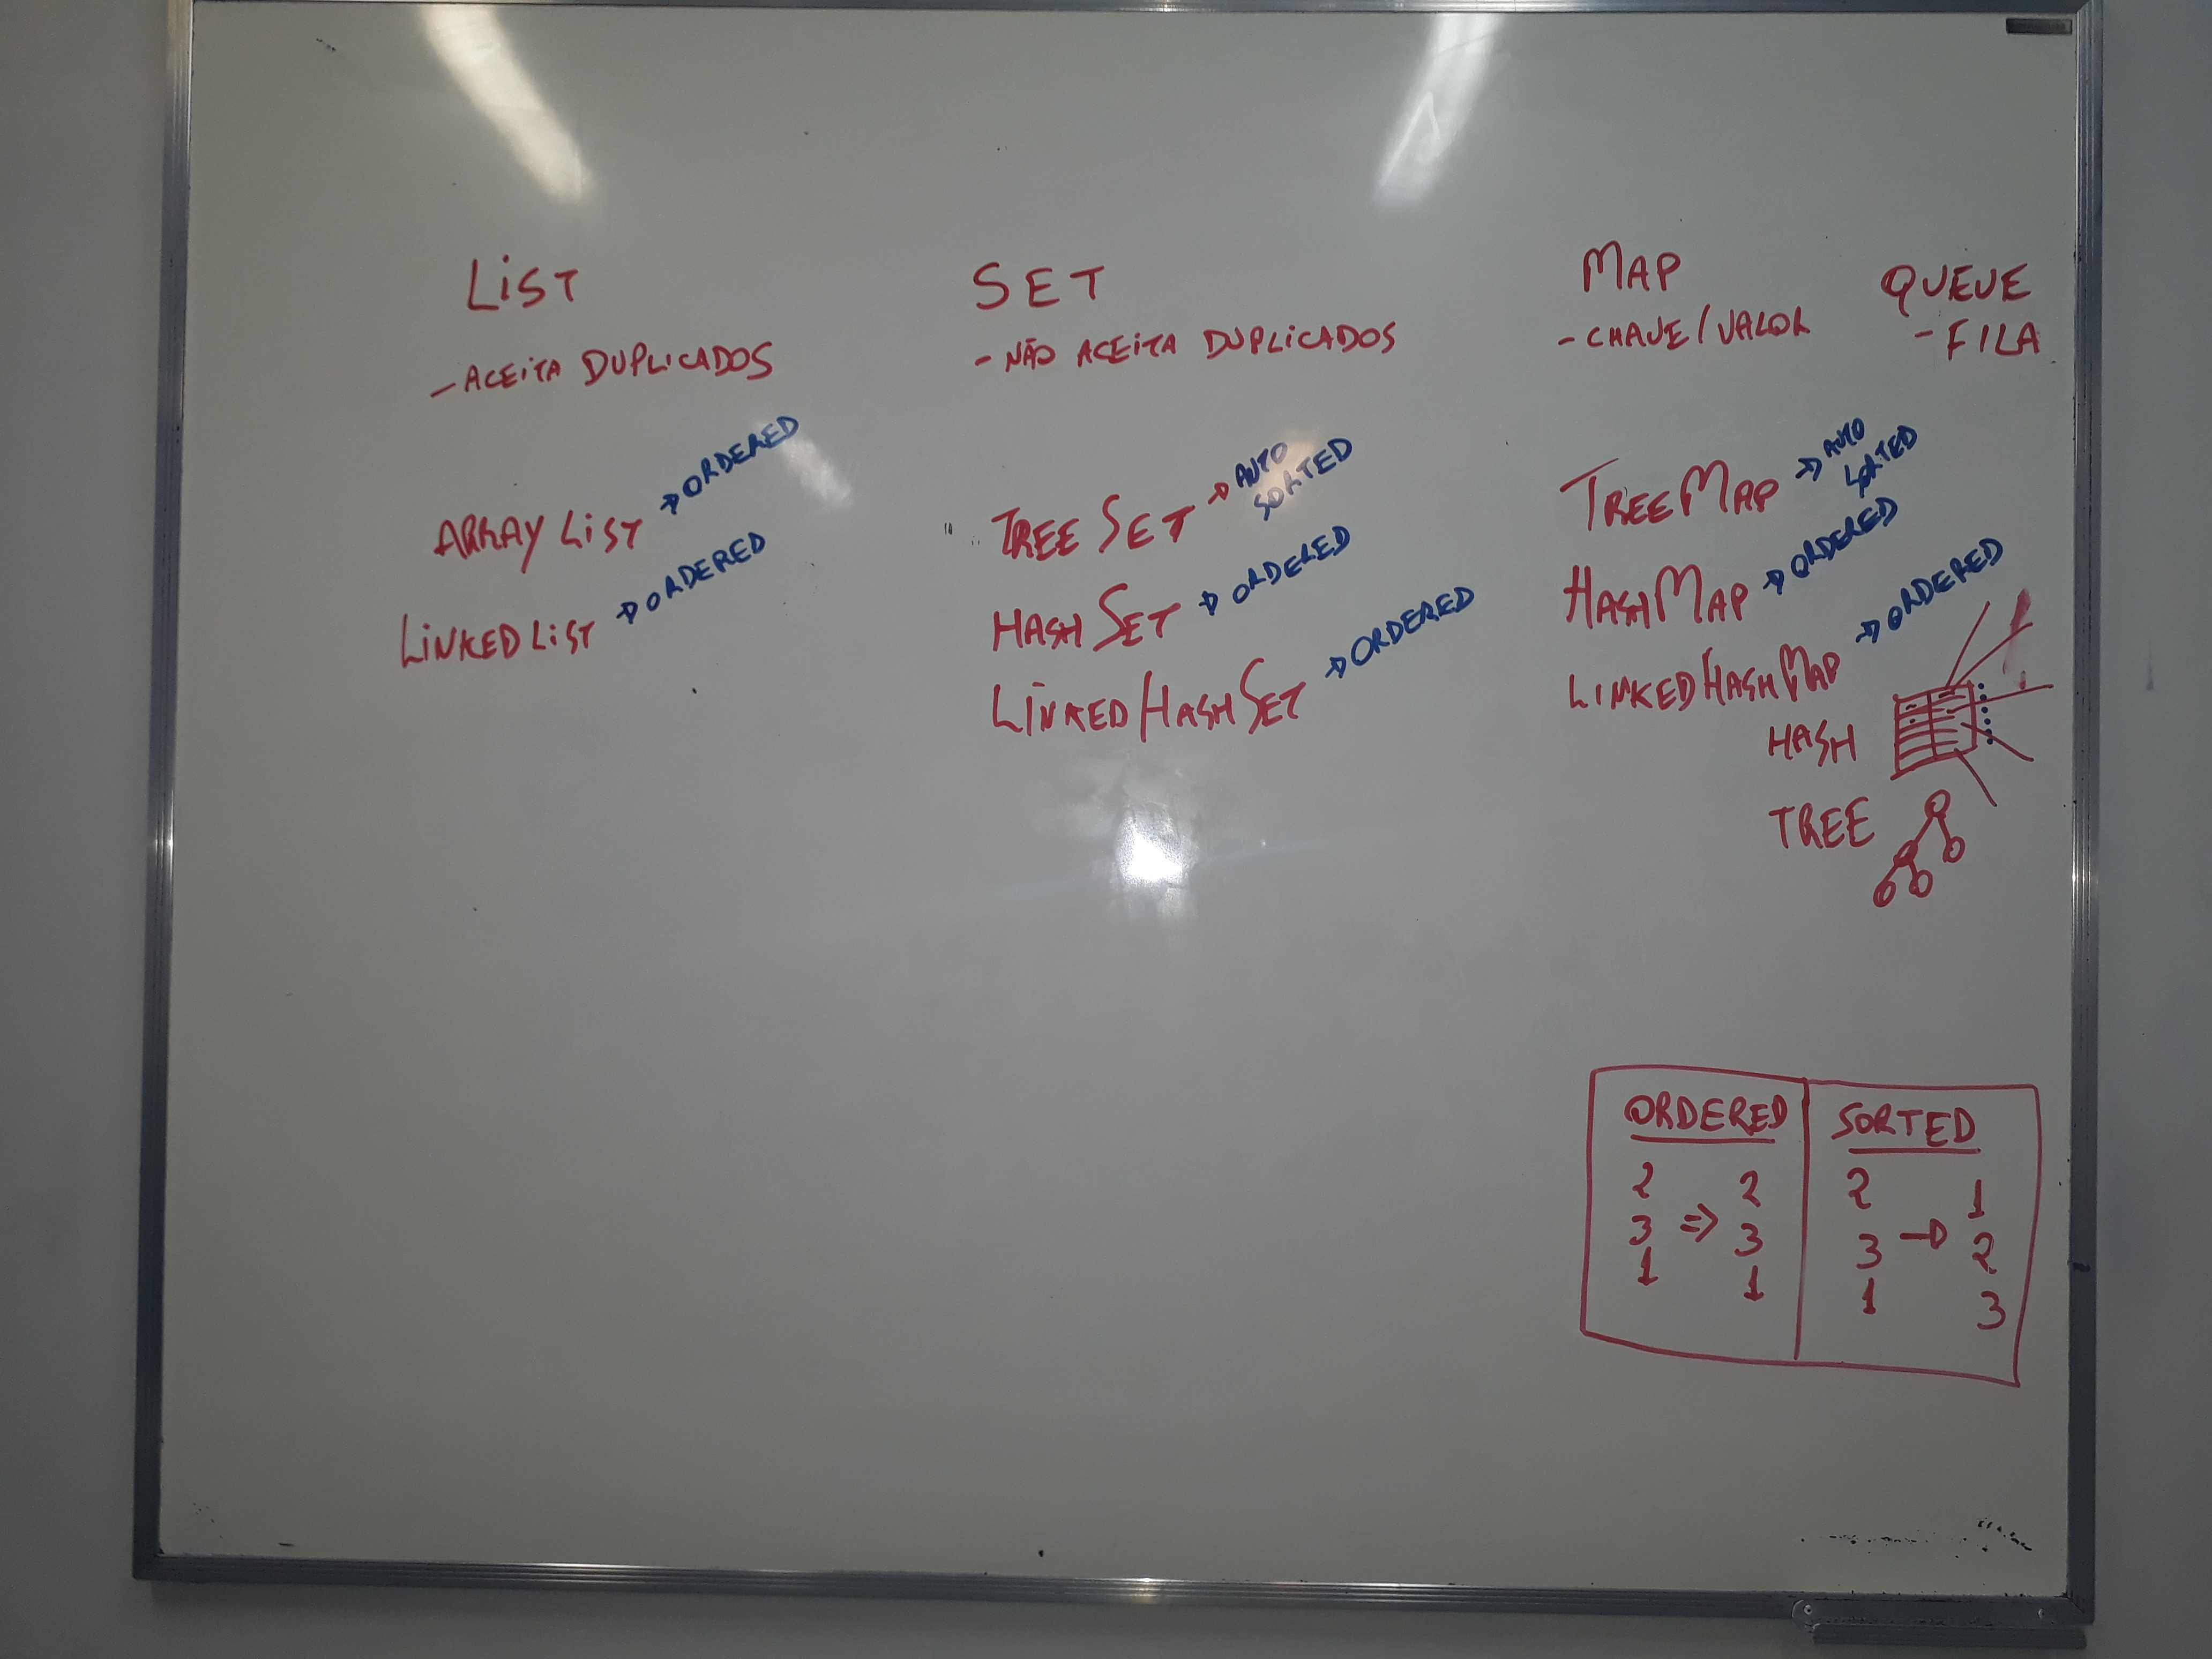 LIST
- ACEITA DUPLICADOS
ARRAY LIST → ORDERED
LINKED LIST → ORDERED
SET
- NÃO ACEITA DUPLICADOS
TREE SET → AUTO SORTED
HASH SET → ORDERED
LINKED HASH SET → ORDERED
MAP
- CHAVE / VALOR
TREE MAP → AUTO SORTED
HASH MAP → ORDERED
LINKED HASH MAP → ORDERED
HASH
TREE
QUEUE
- FILA
ORDERED
2 2
3 => 3
1 1
SORTED
2 1
3 → 2
1 3